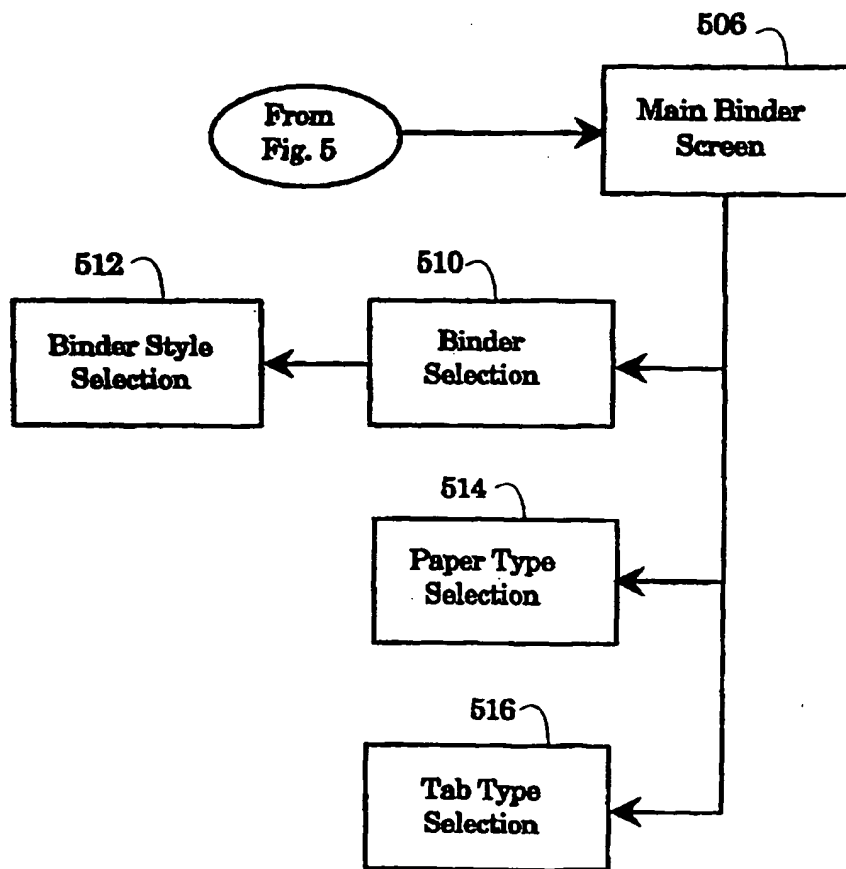 506
From
Fig. 5
Main Binder
Screen
512
510
Binder Style
Selection
Binder
Selection
514
Paper Type
Selection
516
Tab Type
Selection